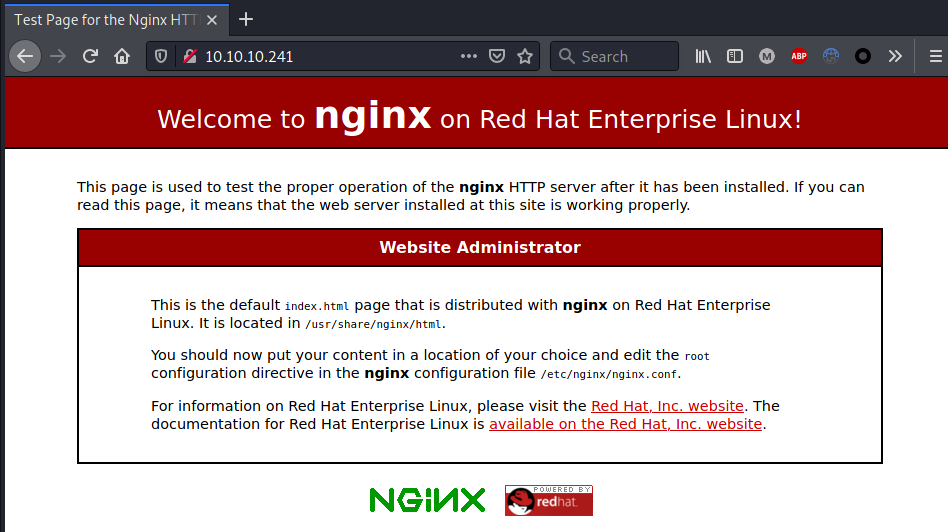 Test Page for the Nginx HTT
10.10.10.241
Search
M
ABP
Welcome to nginx on Red Hat Enterprise Linux!
This page is used to test the proper operation of the nginx HTTP server after it has been installed. If you can
read this page, it means that the web server installed at this site is working properly.
Website Administrator
This is the default index.html page that is distributed with nginx on Red Hat Enterprise
Linux. It is located in /usr/share/nginx/html.
You should now put your content in a location of your choice and edit the root
configuration directive in the nginx configuration file /etc/nginx/nginx.conf.
For information on Red Hat Enterprise Linux, please visit the Red Hat, Inc. website. The
documentation for Red Hat Enterprise Linux is available on the Red Hat, Inc. website.
NGINX
POWERED BY
redhat.